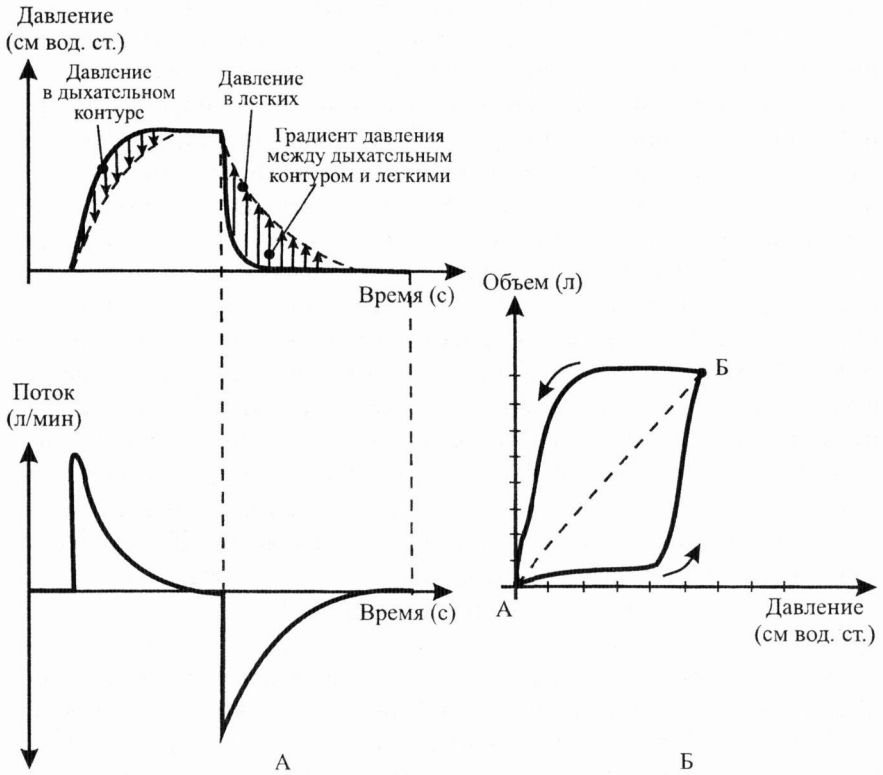 Давление
(см вод. ст.)
Давление
в дыхательном
контуре
Давление
в легких
Градиент давления
между дыхательным
контуром и легкими
Время (с)
Объем (л)
Б
Поток
(л/мин)
Время (с)
А
Давление
(см вод. ст.)
А
Б